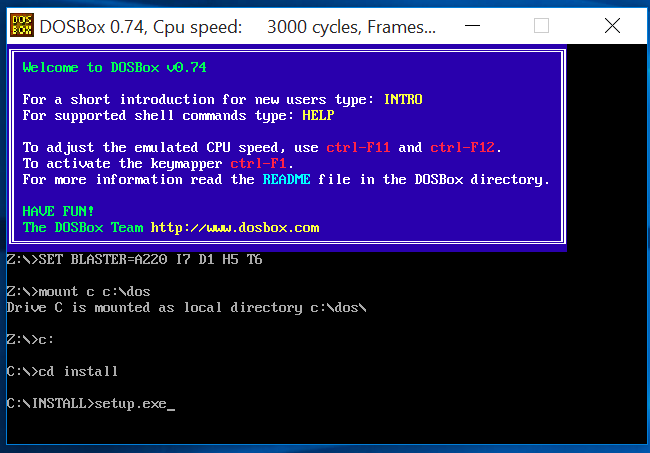 DOS BOX DOSBox 0.74, Cpu speed: 3000 cycles, Frames...
Welcome to DOSBox v0.74
For a short introduction for new users type: INTRO
For supported shell commands type: HELP
To adjust the emulated CPU speed, use ctrl-F11 and ctrl-F12.
To activate the keymapper ctrl-F1.
For more information read the README file in the DOSBox directory.
HAVE FUN!
The DOSBox Team http://www.dosbox.com
Z:\>SET BLASTER=A220 I7 D1 H5 T6
Z:\>mount c c:\dos
Drive C is mounted as local directory c:\dos\
Z:\>c:
C:\>cd install
C:\INSTALL>setup.exe_